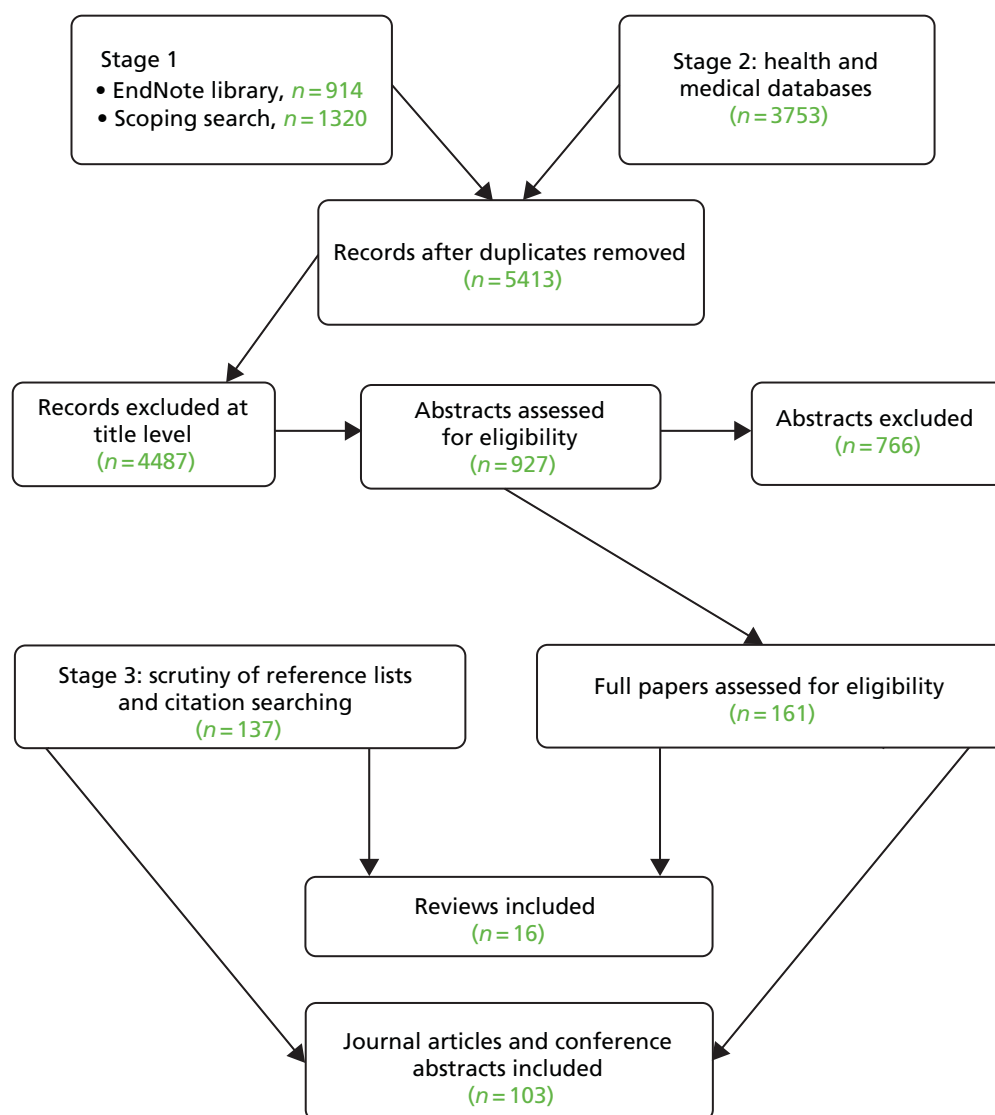 Stage 1
• EndNote library, n=914
• Scoping search, n=1320
Stage 2: health and
medical databases
(n=3753)
Records after duplicates removed
(n=5413)
Records excluded at
title level
(n=4487)
Abstracts assessed
for eligibility
(n=927)
Abstracts excluded
(n=766)
Stage 3: scrutiny of reference lists
and citation searching
(n=137)
Full papers assessed for eligibility
(n=161)
Reviews included
(n=16)
Journal articles and conference
abstracts included
(n=103)